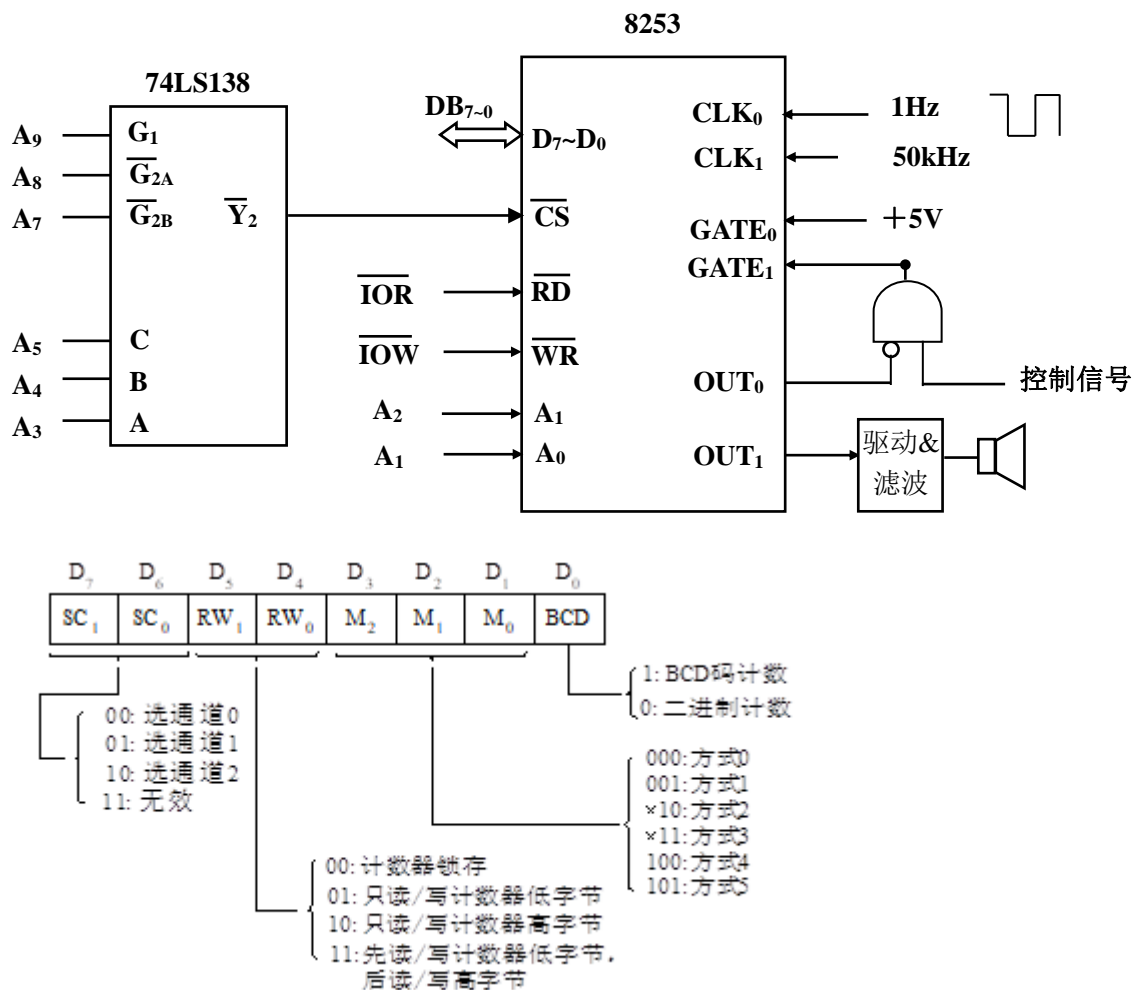 8253
74LS138
A9 G1
A8 G2A
A7 G2B Y2
A5 C
A4 B
A3 A
DB7~0 D7~D0
CS
IOR RD
IOW WR
A2 A1
A1 A0
CLK0 1Hz
CLK1 50kHz
GATE0 +5V
GATE1
OUT0 控制信号
OUT1 驱动&
滤波
D7 D6 D5 D4 D3 D2 D1 D0
SC1 SC0 RW1 RW0 M2 M1 M0 BCD
1: BCD码计数
0: 二进制计数
00: 选通道0
01: 选通道1
10: 选通道2
11: 无效
000:方式0
001:方式1
×10:方式2
×11:方式3
100:方式4
101:方式5
00: 计数器锁存
01: 只读/写计数器低字节
10: 只读/写计数器高字节
11: 先读/写计数器低字节,
后读/写高字节